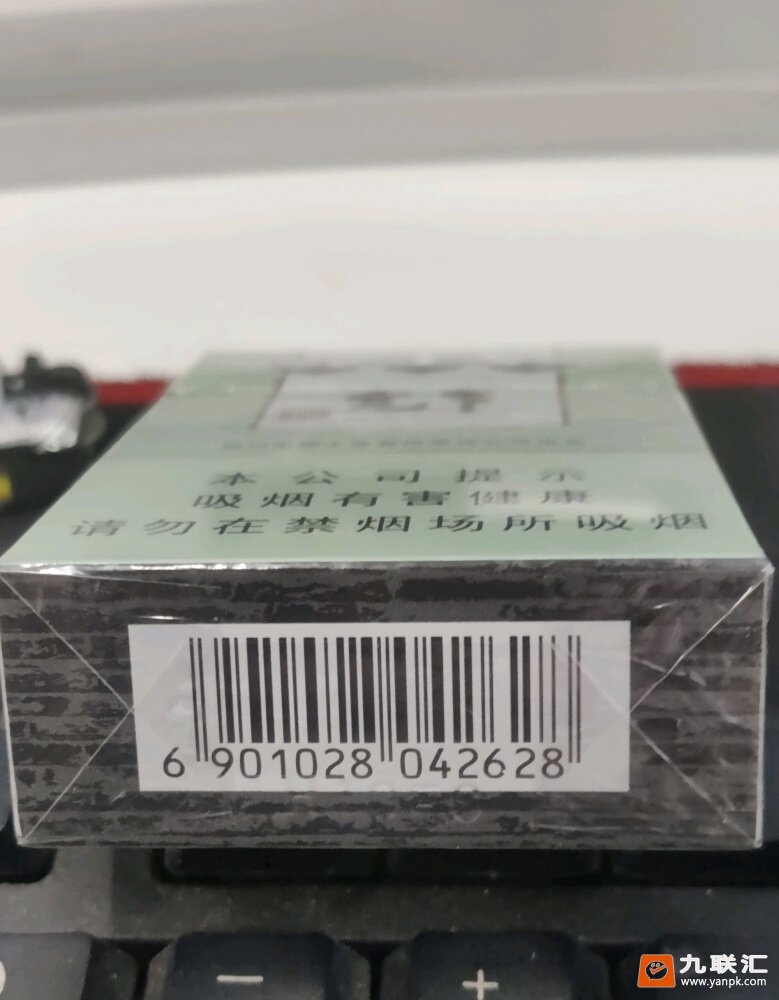 本公司提示
吸烟有害健康
请勿在禁烟场所吸烟
6 901028 042628
− +
九联汇
www.yanpk.com